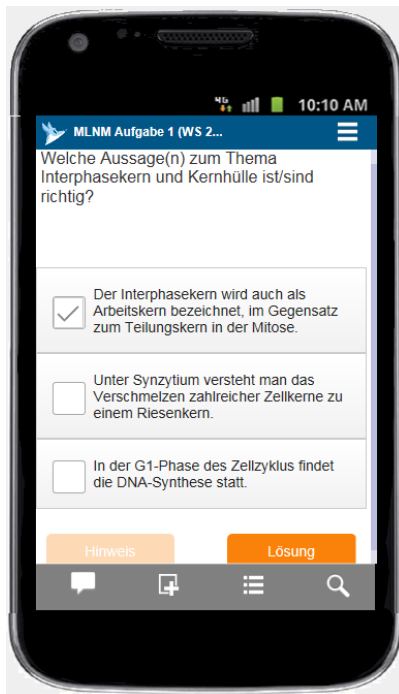 4G
10:10 AM
MLNM Aufgabe 1 (WS 2...
Welche Aussage(n) zum Thema
Interphasekern und Kernhülle ist/sind
richtig?
Der Interphasekern wird auch als
Arbeitskern bezeichnet, im Gegensatz
zum Teilungskern in der Mitose.
Unter Synzytium versteht man das
Verschmelzen zahlreicher Zellkerne zu
einem Riesenkern.
In der G1-Phase des Zellzyklus findet
die DNA-Synthese statt.
Hinweis
Lösung